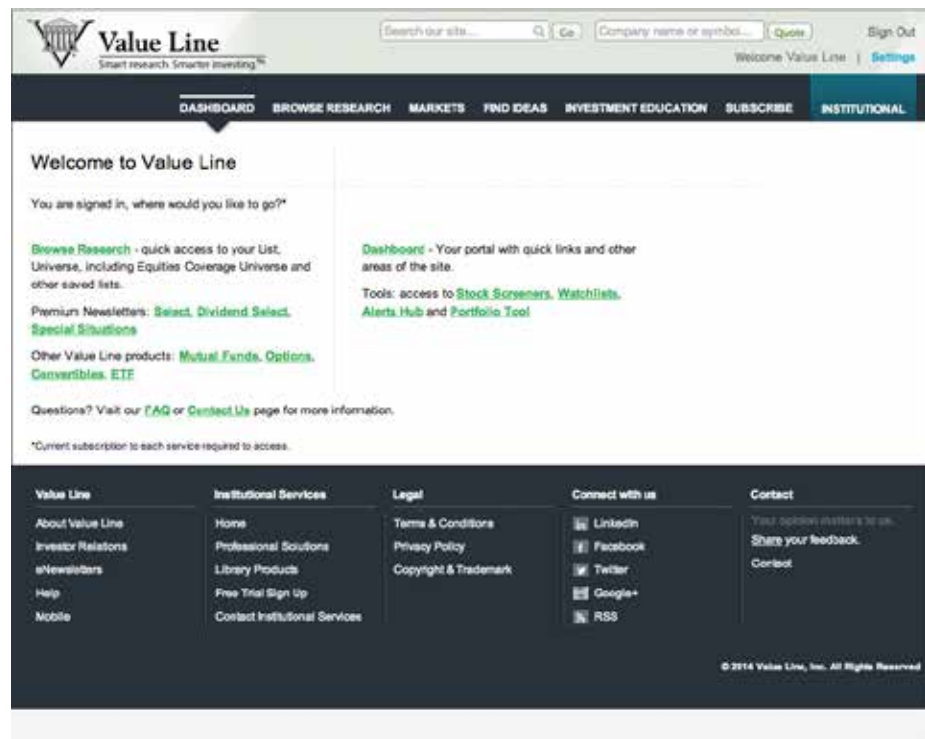 Value Line
Smart research. Smarter investing.℠
Search our site...
Go
Company name or symbol...
Quote
Sign Out
Welcome Value Line | Settings
DASHBOARD
BROWSE RESEARCH
MARKETS
FIND IDEAS
INVESTMENT EDUCATION
SUBSCRIBE
INSTITUTIONAL
Welcome to Value Line
You are signed in, where would you like to go?*
Browse Research - quick access to your List,
Universe, including Equities Coverage Universe and
other saved lists.
Premium Newsletters: Select, Dividend Select,
Special Situations
Other Value Line products: Mutual Funds, Options,
Convertibles, ETF
Dashboard - Your portal with quick links and other
areas of the site.
Tools: access to Stock Screeners, Watchlists,
Alerts Hub and Portfolio Tool
Questions? Visit our FAQ or Contact Us page for more information.
*Current subscription to each service required to access.
Value Line
About Value Line
Investor Relations
eNewsletters
Help
Mobile
Institutional Services
Home
Professional Solutions
Library Products
Free Trial Sign Up
Contact Institutional Services
Legal
Terms & Conditions
Privacy Policy
Copyright & Trademark
Connect with us
LinkedIn
Facebook
Twitter
Google+
RSS
Contact
Your opinion matters to us.
Share your feedback.
Contact
© 2014 Value Line, Inc. All Rights Reserved